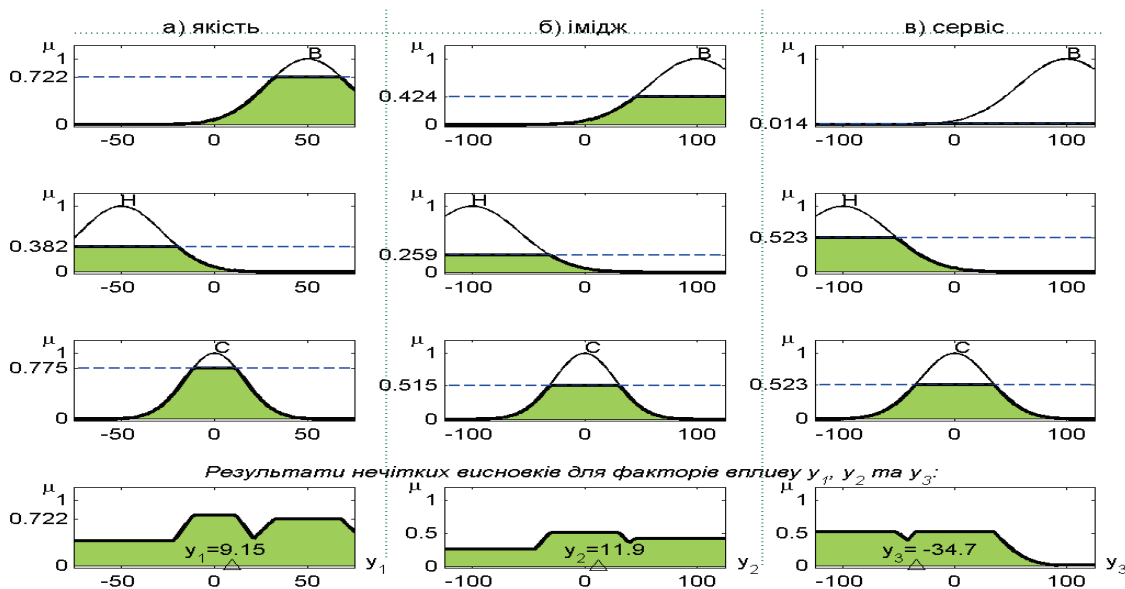 а) якість б) імідж в) сервіс
μ B μ B μ B
1 1 1
0.722 0.424
0 0 0.014
-50 0 50 -100 0 100 -100 0 100
μ H μ H μ H
1 1 1
0.382 0.259 0.523
0 0 0
-50 0 50 -100 0 100 -100 0 100
μ C μ C μ C
1 1 1
0.775 0.515 0.523
0 0 0
-50 0 50 -100 0 100 -100 0 100
Результати нечітких висновків для факторів впливу y1, y2 та y3:
μ μ μ
1 1 1
0.722 0.5 0.5
y1=9.15 y2=11.9 y3= -34.7
0 y1 0 y2 0 y3
-50 0 50 -100 0 100 -100 0 100